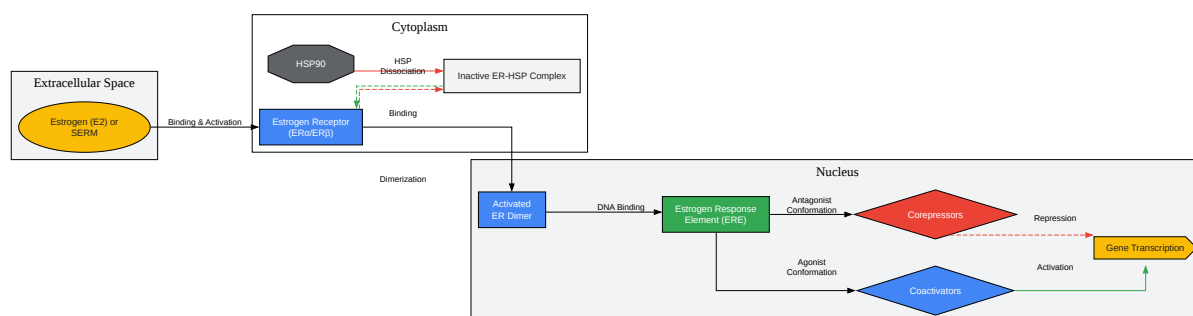 Cytoplasm
HSP90
HSP
Dissociation
Inactive ER-HSP Complex
Extracellular Space
Estrogen (E2) or
SERM
Binding & Activation
Estrogen Receptor
(ERα/ERβ)
Binding
Dimerization
Nucleus
Activated
ER Dimer
DNA Binding
Estrogen Response
Element (ERE)
Antagonist
Conformation
Corepressors
Repression
Gene Transcription
Agonist
Conformation
Coactivators
Activation